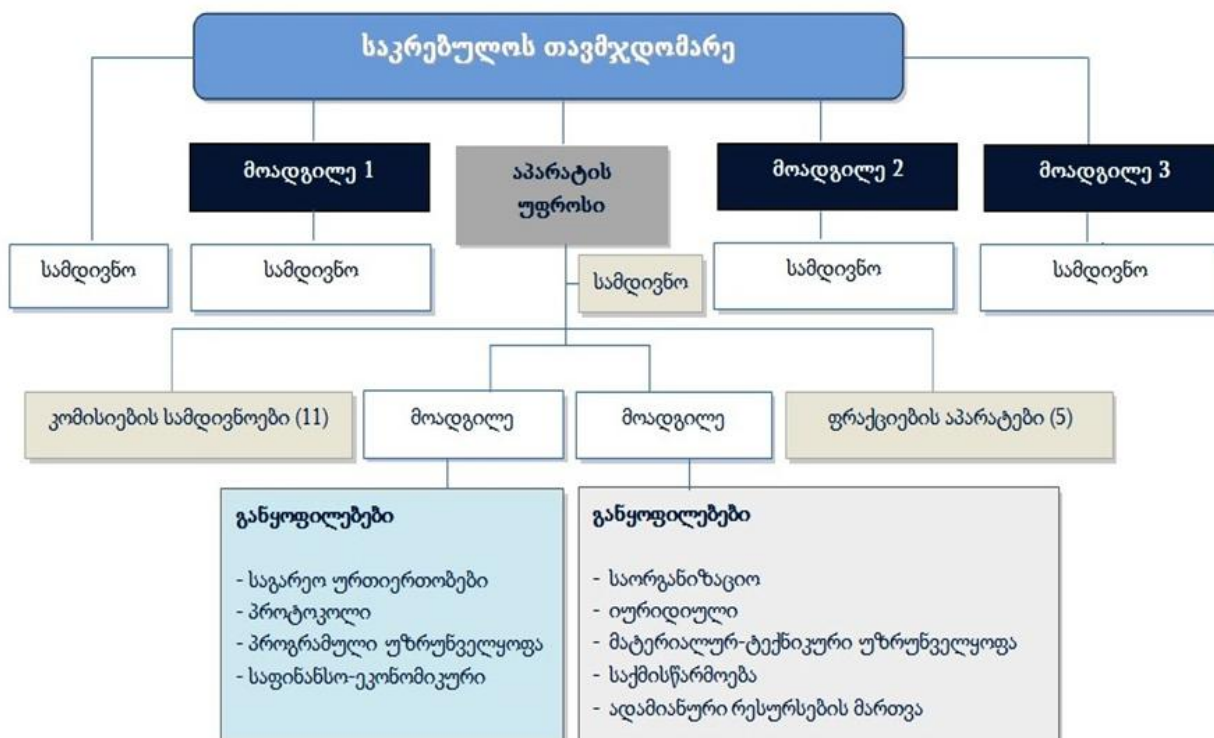 საკრებულოს თავმჯდომარე
მოადგილე 1
აპარატის
უფროსი
მოადგილე 2
მოადგილე 3
სამდივნო
სამდივნო
სამდივნო
სამდივნო
სამდივნო
კომისიების სამდივნოები (11)
მოადგილე
მოადგილე
ფრაქციების აპარატები (5)
განყოფილებები
- საგარეო ურთიერთობები
- პროტოკოლი
- პროგრამული უზრუნველყოფა
- საფინანსო-ეკონომიკური
განყოფილებები
- საორგანიზაციო
- იურიდიული
- მატერიალურ-ტექნიკური უზრუნველყოფა
- საქმისწარმოება
- ადამიანური რესურსების მართვა